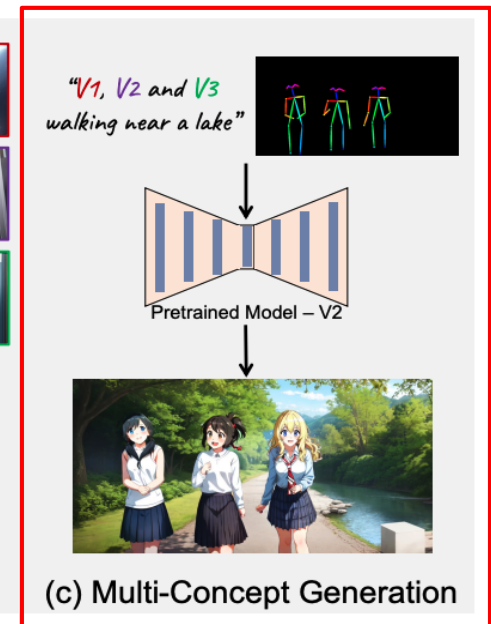 “V1, V2 and V3
walking near a lake”
Pretrained Model – V2
(c) Multi-Concept Generation